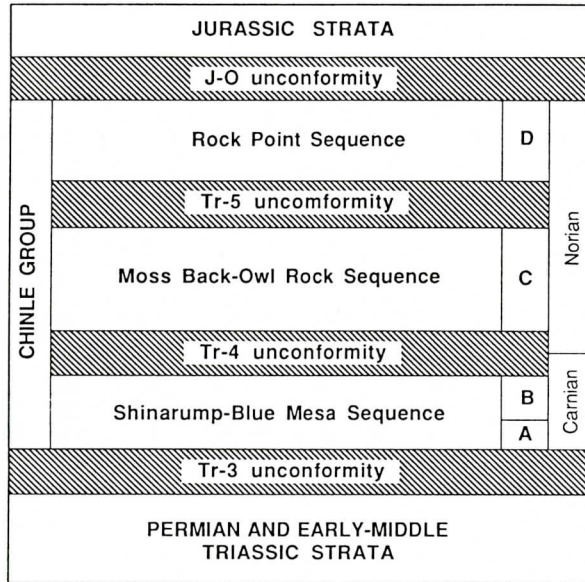 JURASSIC STRATA
J-O unconformity
Rock Point Sequence
D
Tr-5 uncomformity
CHINLE GROUP
Moss Back-Owl Rock Sequence
C
Norian
Tr-4 unconformity
Shinarump-Blue Mesa Sequence
B
A
Carnian
Tr-3 unconformity
PERMIAN AND EARLY-MIDDLE
TRIASSIC STRATA